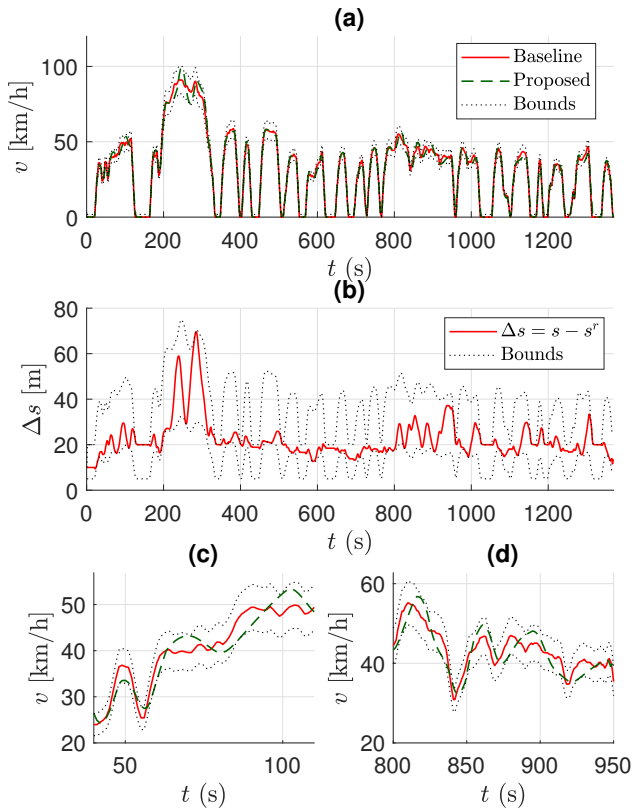 (a)
v [km/h]
100
50
0
Baseline
Proposed
Bounds
0 200 400 600 800 1000 1200
t (s)
(b)
Δs [m]
80
60
40
20
0
Δs = s − sʳ
Bounds
0 200 400 600 800 1000 1200
t (s)
(c)
v [km/h]
50
40
30
20
50 100
t (s)
(d)
v [km/h]
60
40
20
800 850 900 950
t (s)